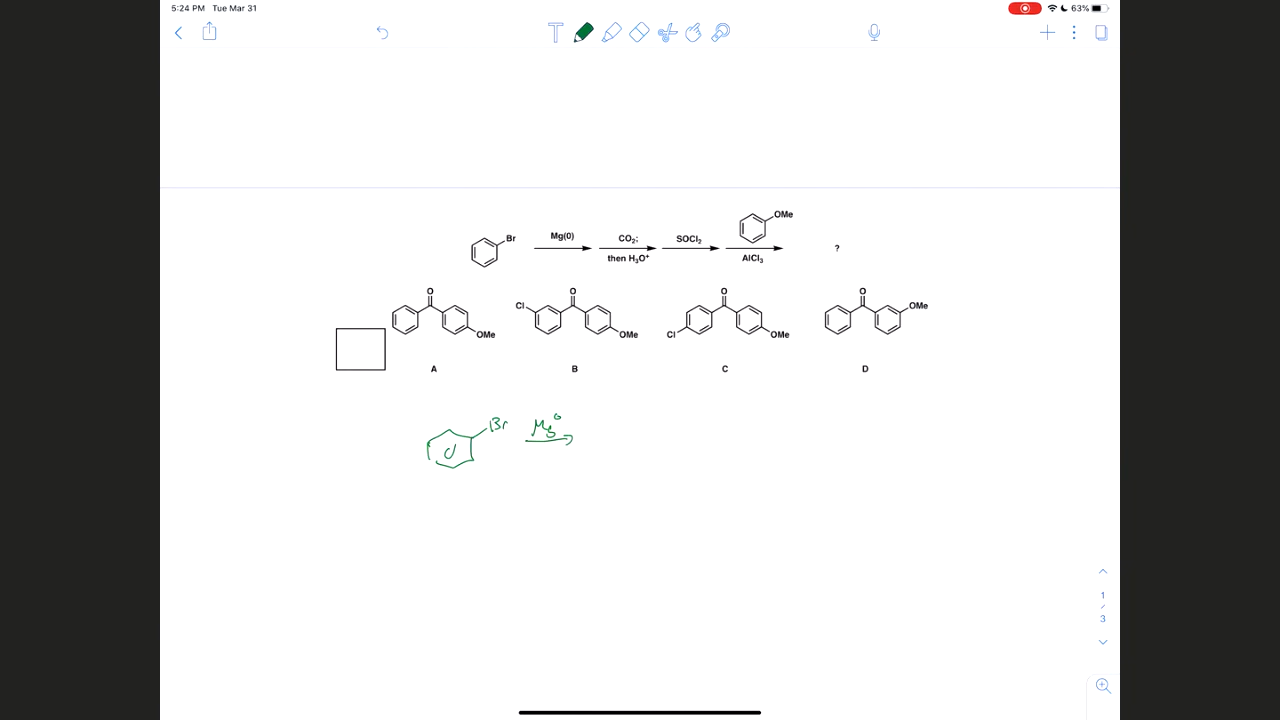 5:24 PM Tue Mar 31
63%
T
OMe
Br
Mg(0)
CO₂;
SOCl₂
then H₃O⁺
AlCl₃
?
O
O
O
O
Cl
OMe
OMe
OMe
Cl
OMe
A
B
C
D
Br
Mg⁰
1
/
3